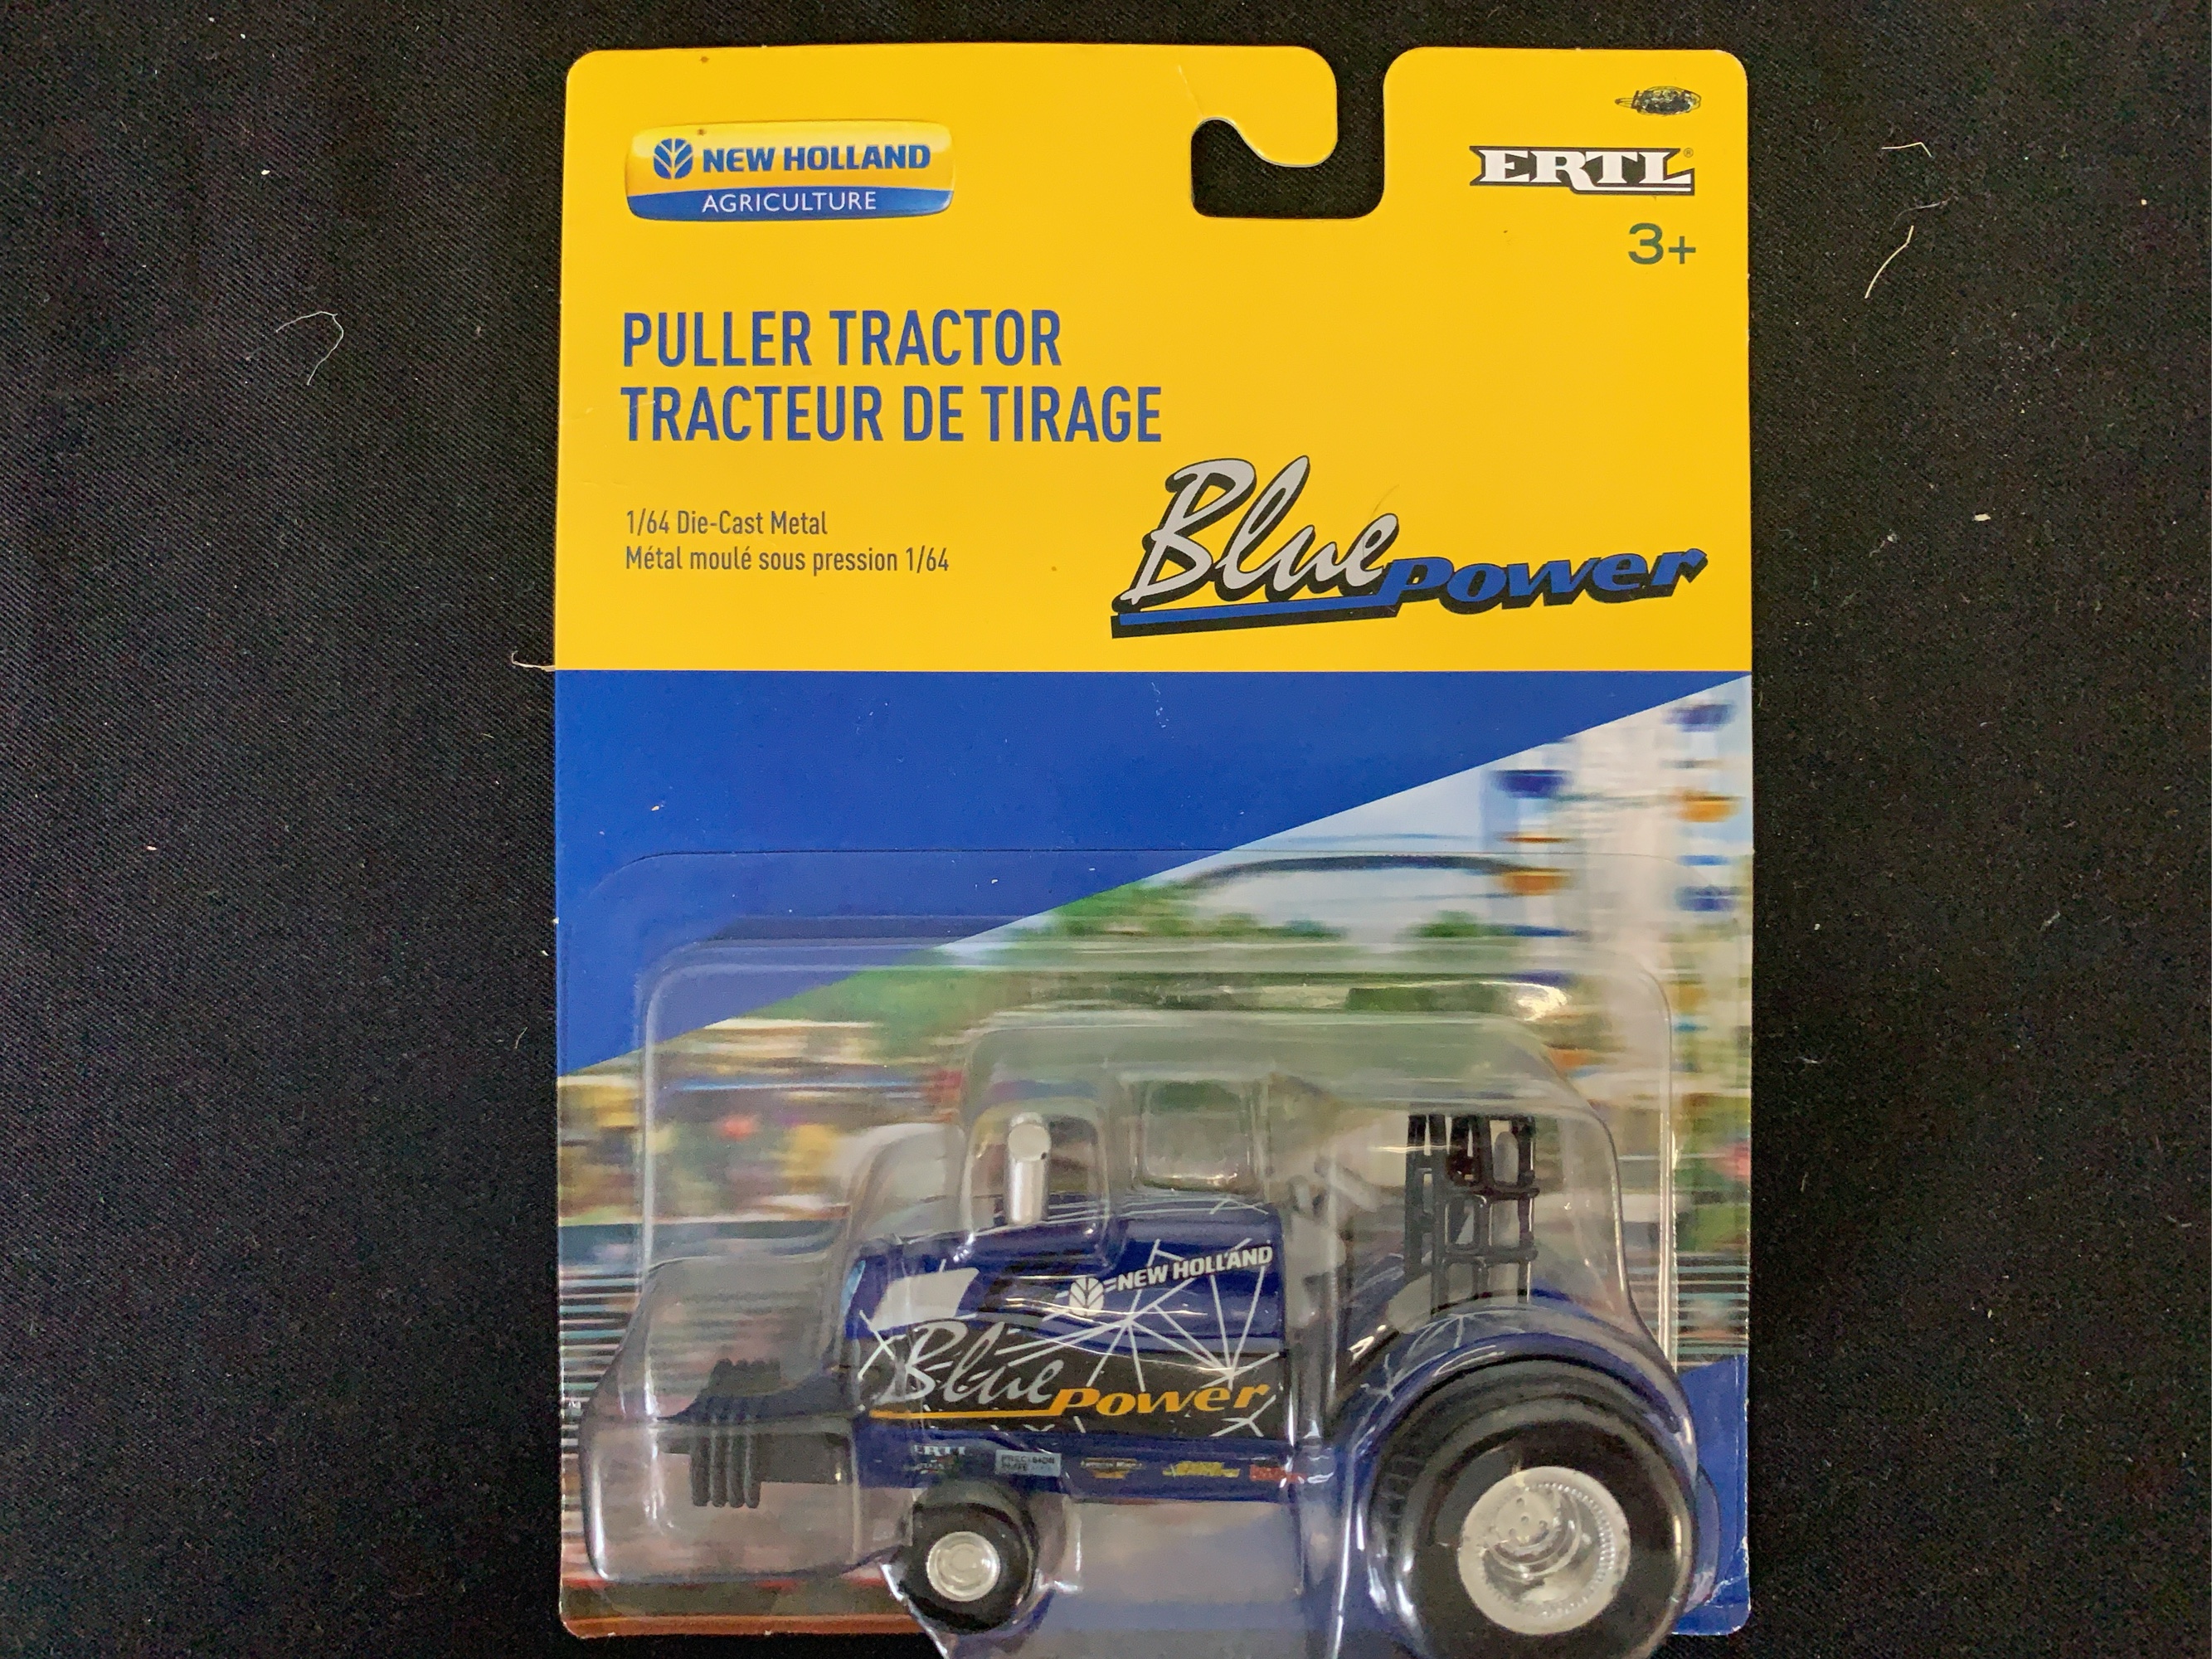 NEW HOLLAND
AGRICULTURE
ERTL®
3+
PULLER TRACTOR
TRACTEUR DE TIRAGE
1/64 Die-Cast Metal
Métal moulé sous pression 1/64
Blue power
NEW HOLLAND
Blue power
ERTL